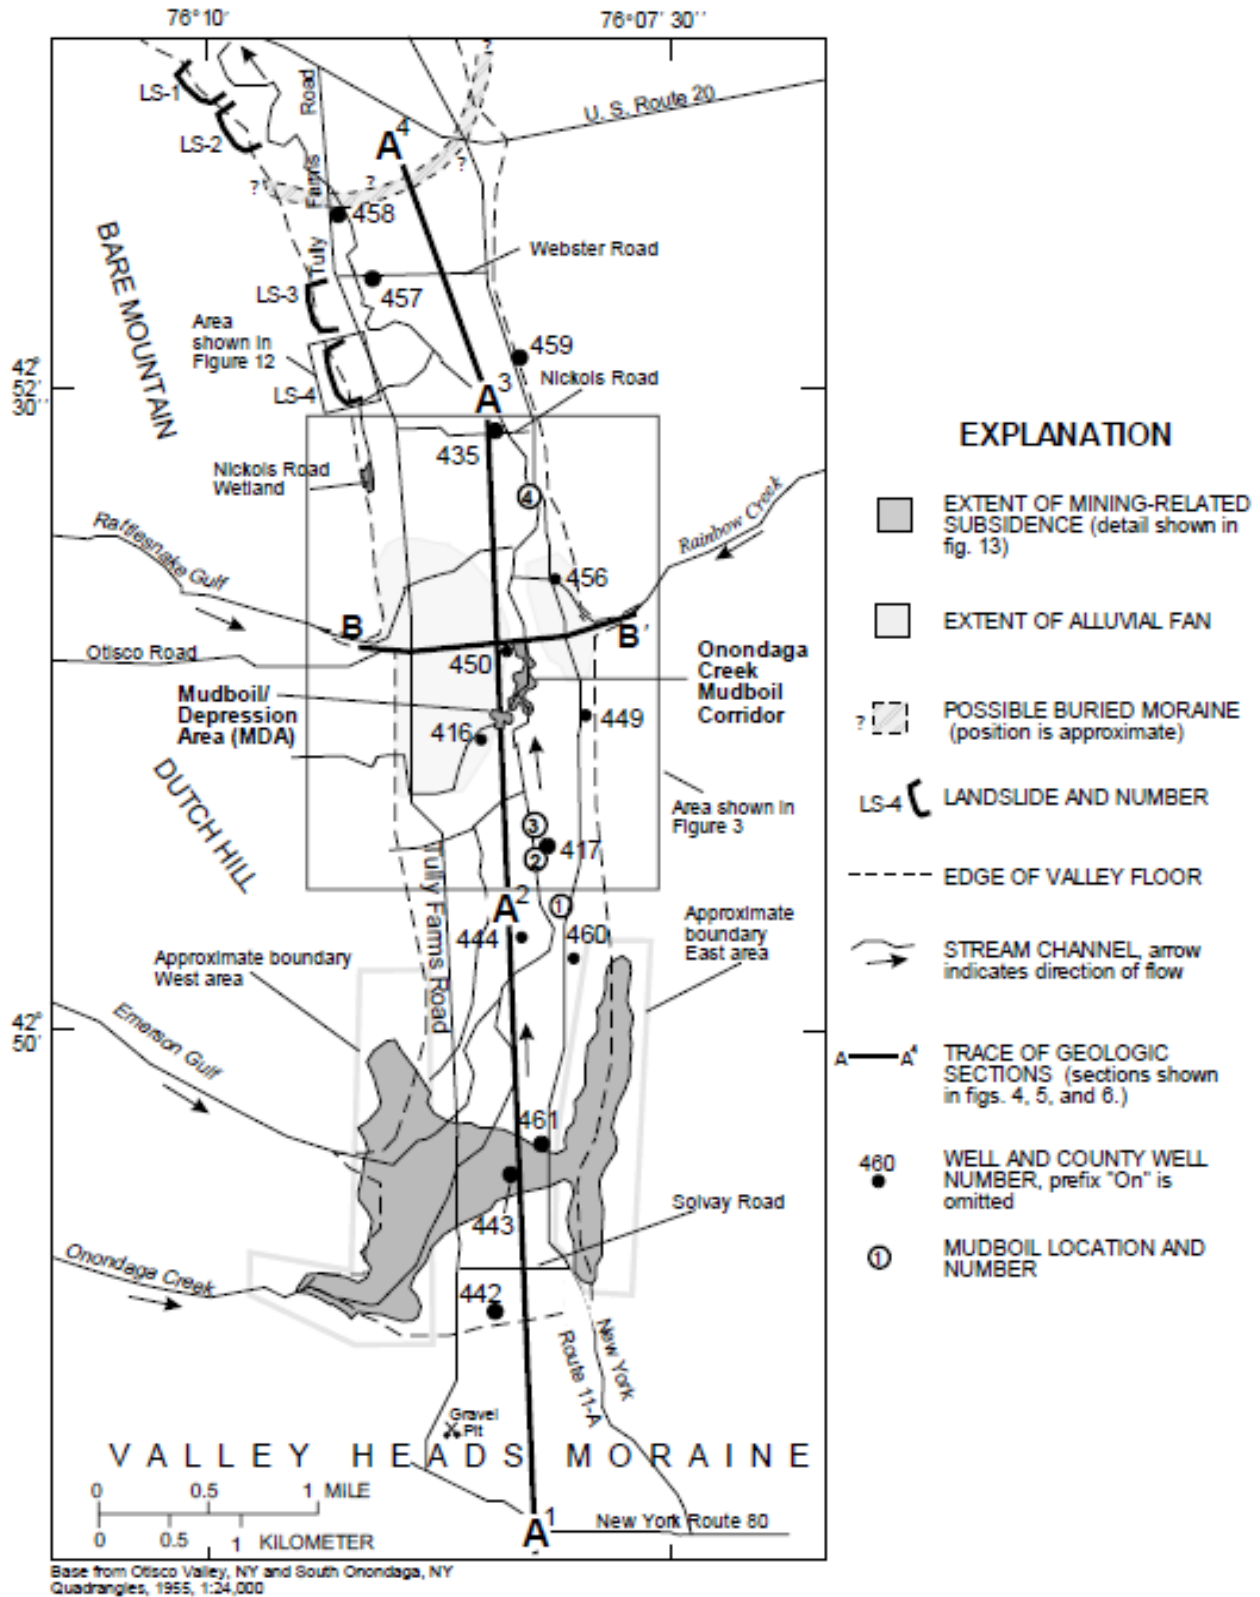 76°10'
76°07'30"
LS-1
LS-2
Road
Farms
Tully
A4
U. S. Route 20
?
?
?
?
458
BARE MOUNTAIN
Webster Road
LS-3
457
Area
shown in
Figure 12
459
42°
52'
30"
LS-4
A3
Nickols Road
435
Nickols Road
Wetland
4
Rattlesnake Gulf
Rainbow Creek
456
B
B'
Otisco Road
450
Onondaga
Creek
Mudboil
Corridor
Mudboil/
Depression
Area (MDA)
449
416
DUTCH HILL
Area shown in
Figure 3
3
417
2
Tully Farms Road
A2
1
444
460
Approximate
boundary
East area
Approximate boundary
West area
42°
50'
Emerson Gulf
461
443
Solvay Road
Onondaga Creek
442
New York
Route 11-A
Gravel
Pit
VALLEY HEADS MORAINE
0 0.5 1 MILE
0 0.5 1 KILOMETER
A1
New York Route 80
Base from Otisco Valley, NY and South Onondaga, NY
Quadrangles, 1955, 1:24,000
EXPLANATION
EXTENT OF MINING-RELATED
SUBSIDENCE (detail shown in
fig. 13)
EXTENT OF ALLUVIAL FAN
?
POSSIBLE BURIED MORAINE
(position is approximate)
LS-4
LANDSLIDE AND NUMBER
EDGE OF VALLEY FLOOR
STREAM CHANNEL, arrow
indicates direction of flow
A
A4
TRACE OF GEOLOGIC
SECTIONS (sections shown
in figs. 4, 5, and 6.)
460
WELL AND COUNTY WELL
NUMBER, prefix "On" is
omitted
1
MUDBOIL LOCATION AND
NUMBER